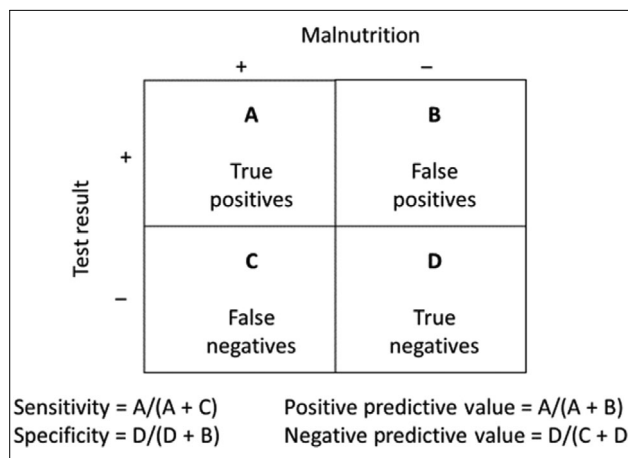 Malnutrition
+ –
A B
+
True False
positives positives
Test result
C D
–
False True
negatives negatives
Sensitivity = A/(A + C) Positive predictive value = A/(A + B)
Specificity = D/(D + B) Negative predictive value = D/(C + D